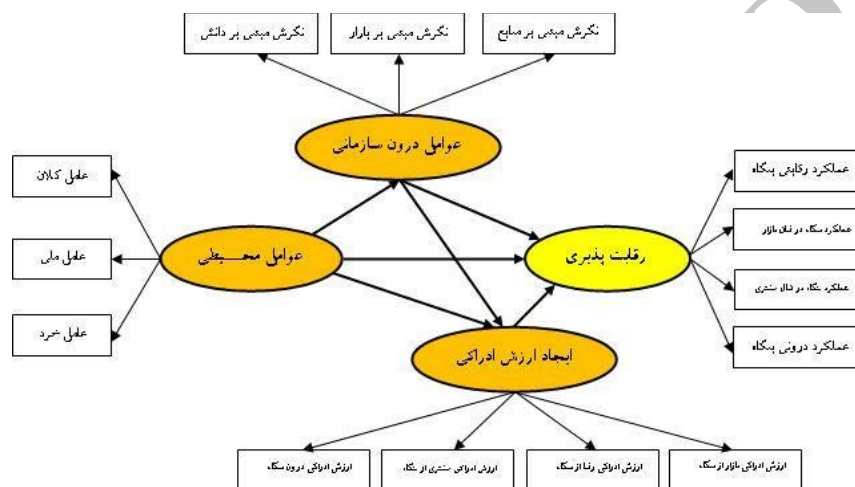 نگرش مبتنی بر منابع
نگرش مبتنی بر بازار
نگرش مبتنی بر دانش
عوامل درون سازمانی
عملکرد رقابتی بنگاه
عامل کلان
عملکرد بنگاه در قبال بازار
عامل ملی
عوامل محیطی
رقابت پذیری
عملکرد بنگاه در قبال مشتری
عامل خرد
عملکرد درونی بنگاه
ایجاد ارزش ادراکی
ارزش ادراکی بازار از بنگاه
ارزش ادراکی رقبا از بنگاه
ارزش ادراکی مشتری از بنگاه
ارزش ادراکی درون بنگاه